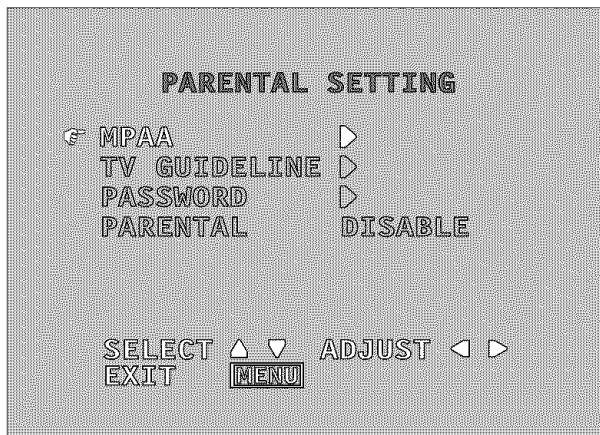 PARENTAL SETTING
MPAA
TV GUIDELINE
PASSWORD
PARENTAL DISABLE
SELECT ADJUST
EXIT MENU